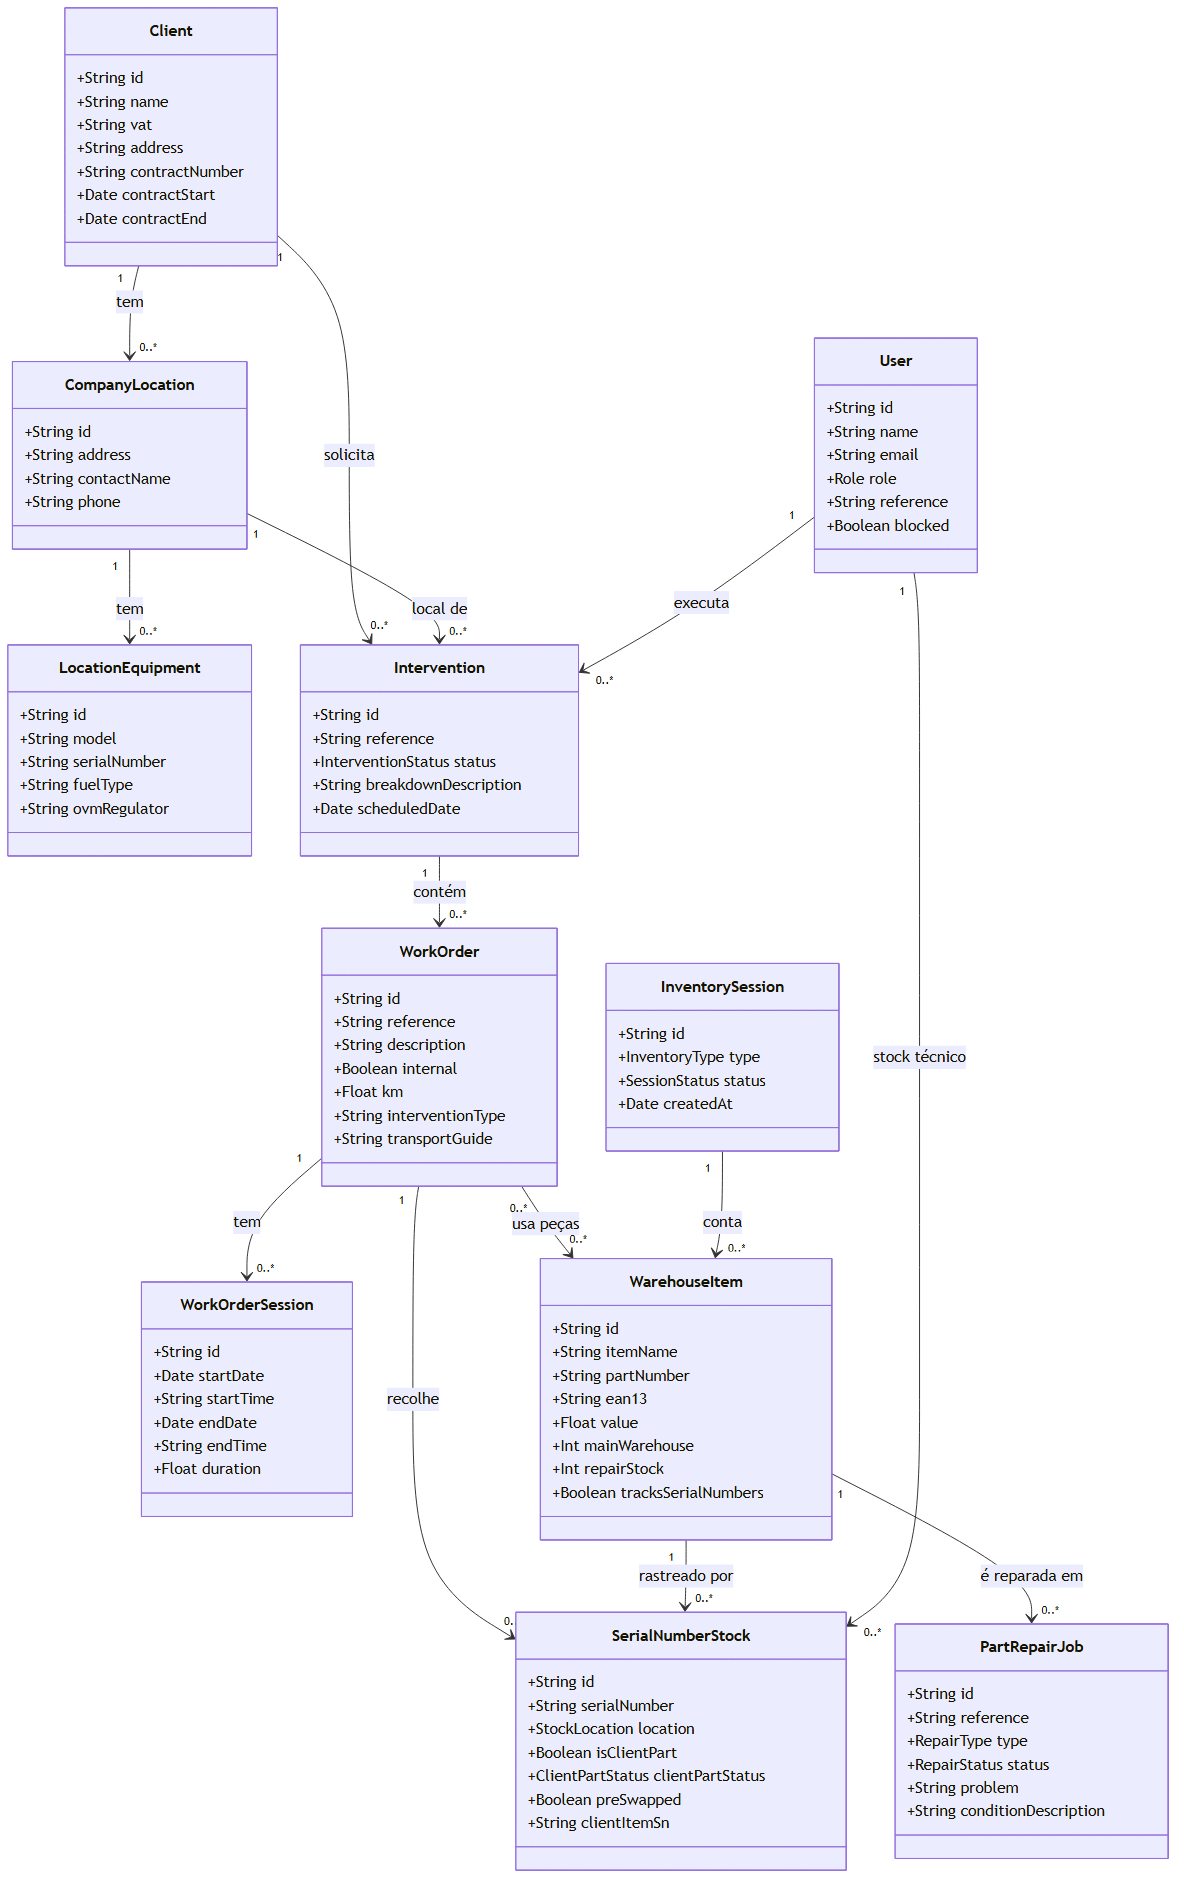 Client
+String id
+String name
+String vat
+String address
+String contractNumber
+Date contractStart
+Date contractEnd
1
1
tem
0..*
CompanyLocation
+String id
+String address
+String contactName
+String phone
User
+String id
+String name
+String email
+Role role
+String reference
+Boolean blocked
solicita
1
1
1
1
tem
local de
executa
0..*
0..*
0..*
0..*
LocationEquipment
+String id
+String model
+String serialNumber
+String fuelType
+String ovmRegulator
Intervention
+String id
+String reference
+InterventionStatus status
+String breakdownDescription
+Date scheduledDate
1
contém
0..*
WorkOrder
+String id
+String reference
+String description
+Boolean internal
+Float km
+String interventionType
+String transportGuide
InventorySession
+String id
+InventoryType type
+SessionStatus status
+Date createdAt
stock técnico
1
1
0..*
1
tem
usa peças
conta
0..*
0..*
0..*
WorkOrderSession
+String id
+Date startDate
+String startTime
+Date endDate
+String endTime
+Float duration
recolhe
WarehouseItem
+String id
+String itemName
+String partNumber
+String ean13
+Float value
+Int mainWarehouse
+Int repairStock
+Boolean tracksSerialNumbers
1
1
rastreado por
é reparada em
0..*
0..*
0.
0..*
SerialNumberStock
+String id
+String serialNumber
+StockLocation location
+Boolean isClientPart
+ClientPartStatus clientPartStatus
+Boolean preSwapped
+String clientItemSn
PartRepairJob
+String id
+String reference
+RepairType type
+RepairStatus status
+String problem
+String conditionDescription